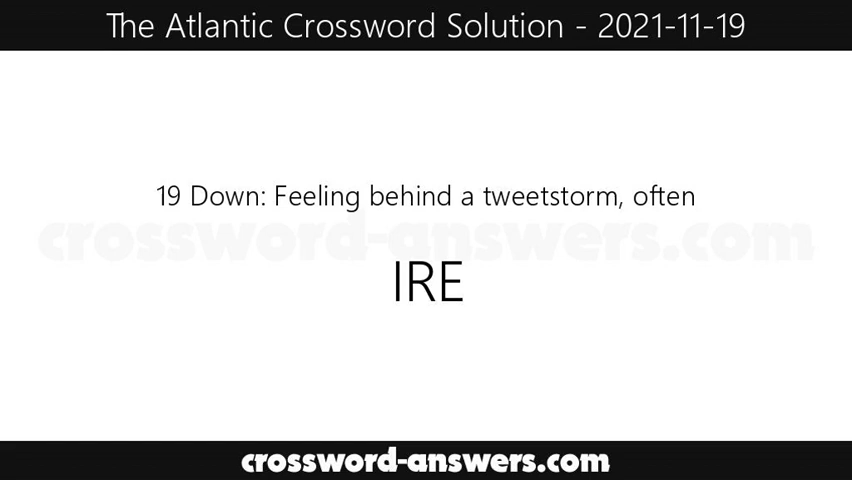 The Atlantic Crossword Solution - 2021-11-19
19 Down: Feeling behind a tweetstorm, often
crossword-answers.com
IRE
crossword-answers.com